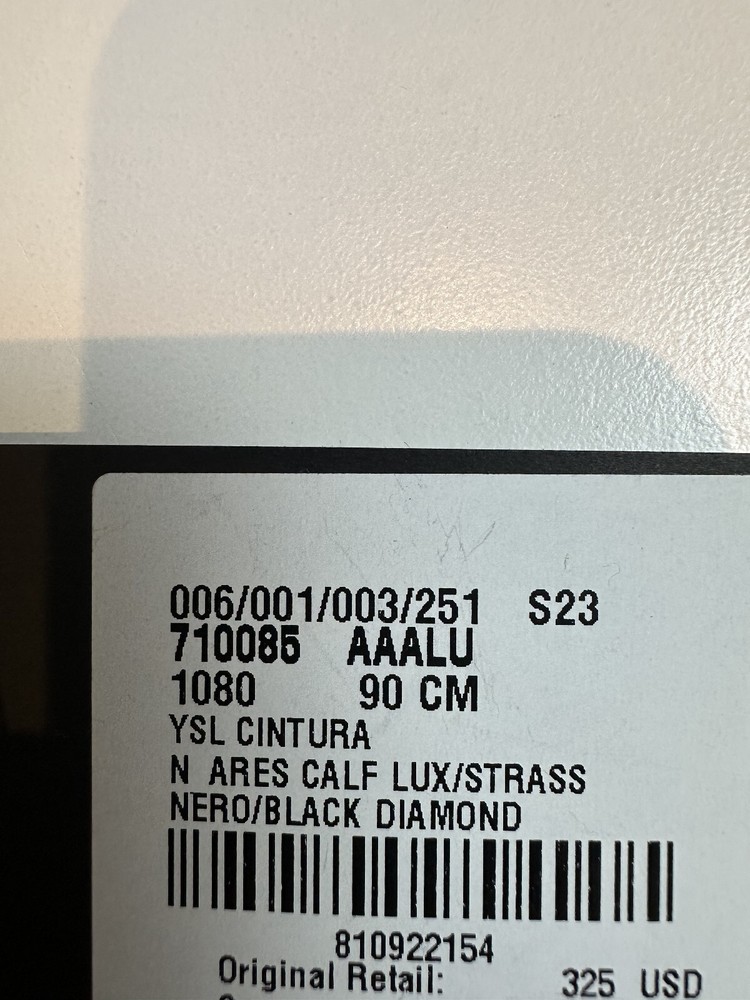 006/001/003/251 S23
710085 AAALU
1080 90 CM
YSL CINTURA
N ARES CALF LUX/STRASS
NERO/BLACK DIAMOND
810922154
Original Retail: 325 USD